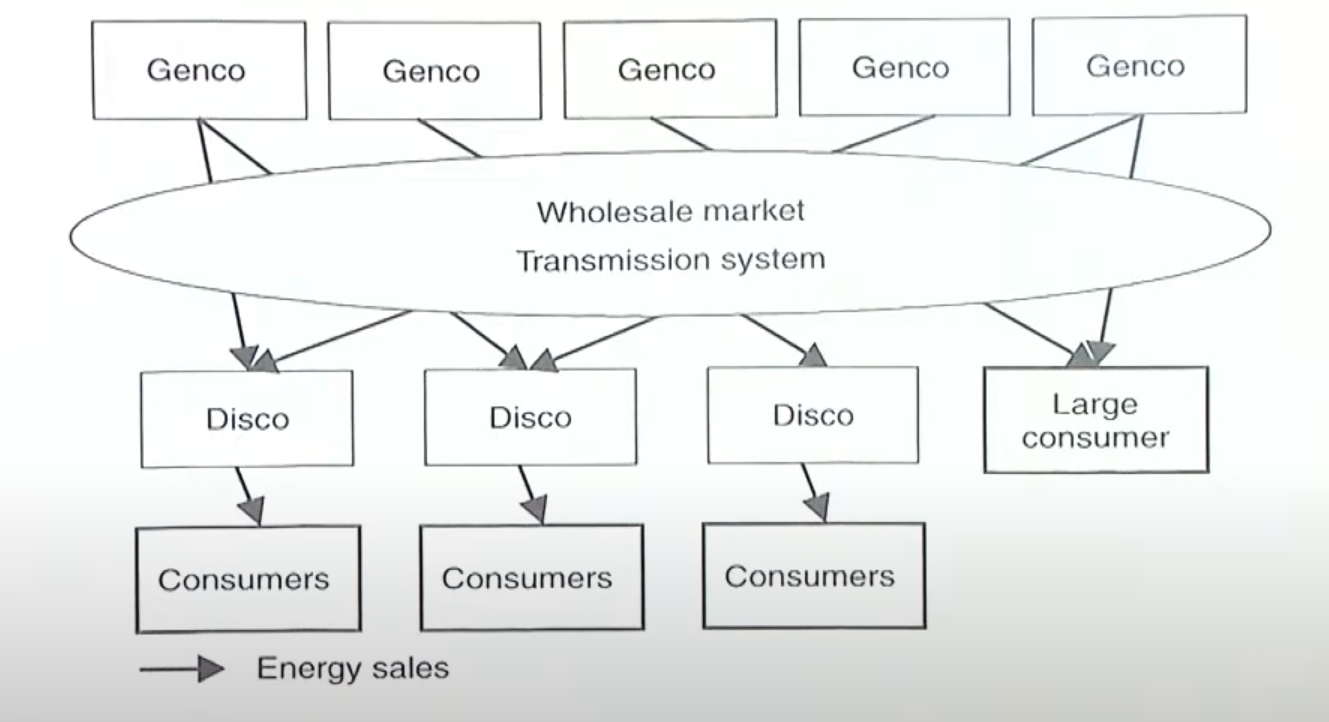 Genco
Genco
Genco
Genco
Genco
Wholesale market
Transmission system
Disco
Disco
Disco
Large
consumer
Consumers
Consumers
Consumers
Energy sales